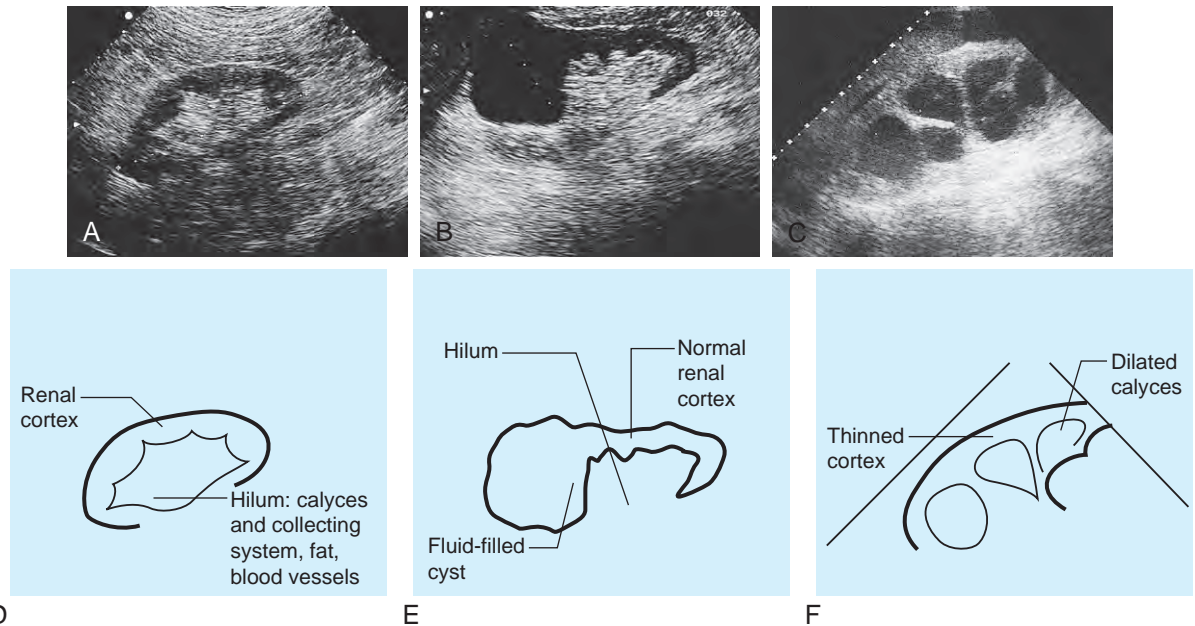 032
A
B
C
Renal
cortex
Hilum: calyces
and collecting
system, fat,
blood vessels
D
Hilum
Normal
renal
cortex
Fluid-filled
cyst
E
Dilated
calyces
Thinned
cortex
F